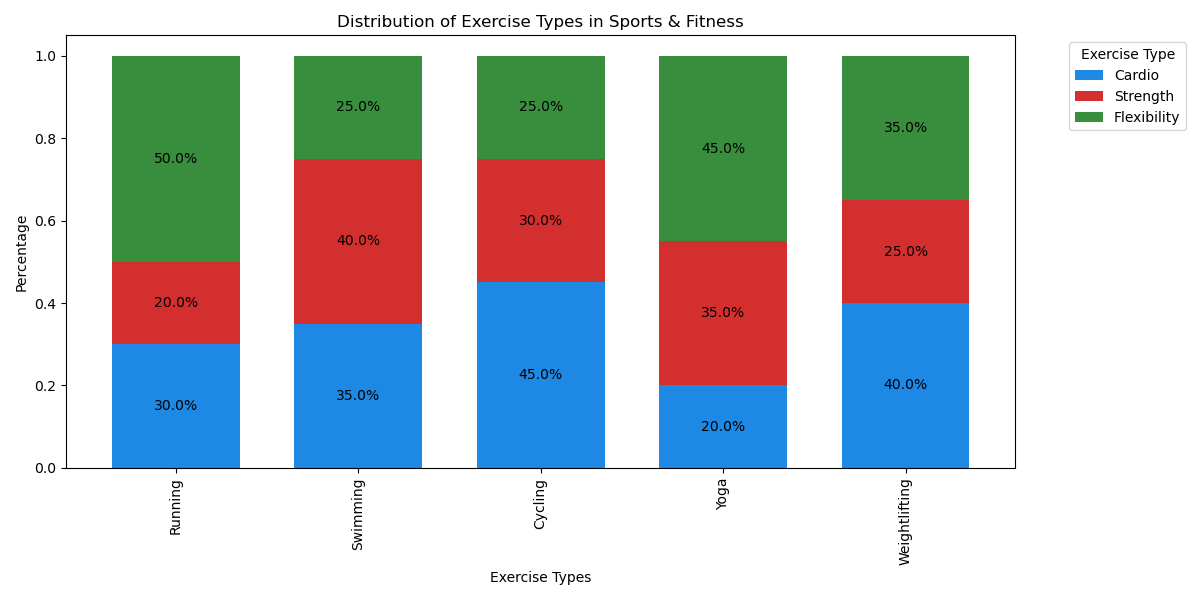 Distribution of Exercise Types in Sports & Fitness
Exercise Type
Cardio
Strength
Flexibility
Percentage
1.0
0.8
0.6
0.4
0.2
0.0
50.0%
20.0%
30.0%
25.0%
40.0%
35.0%
25.0%
30.0%
45.0%
45.0%
35.0%
20.0%
35.0%
25.0%
40.0%
Running
Swimming
Cycling
Yoga
Weightlifting
Exercise Types